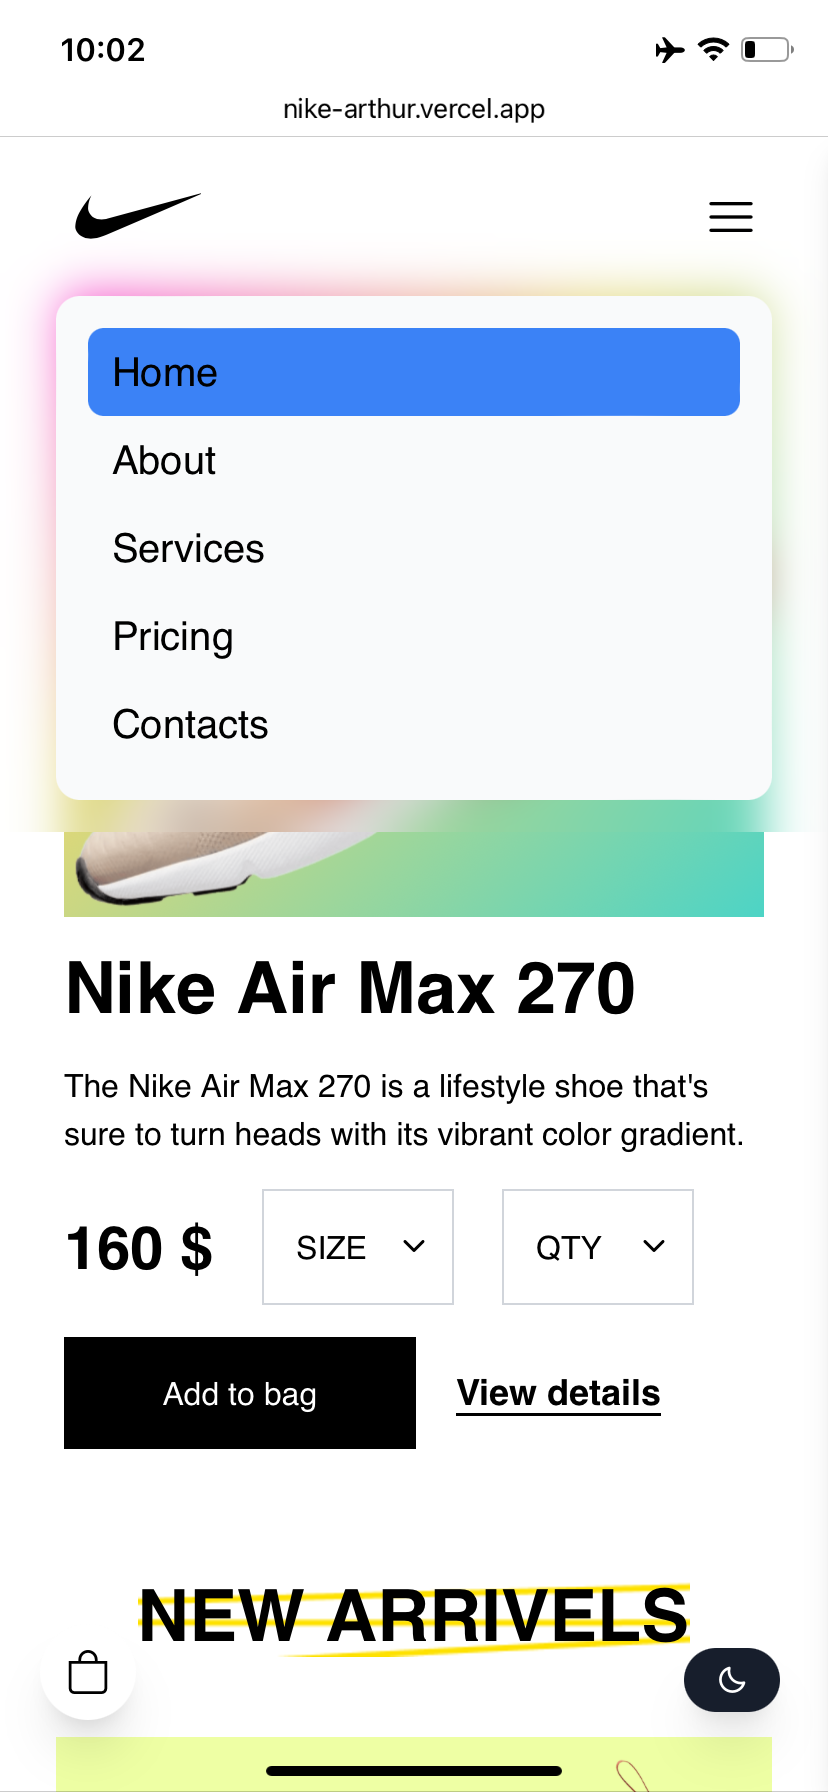 10:02
nike-arthur.vercel.app
Home
About
Services
Pricing
Contacts
Nike Air Max 270
The Nike Air Max 270 is a lifestyle shoe that's
sure to turn heads with its vibrant color gradient.
160 $ SIZE QTY
Add to bag View details
NEW ARRIVELS